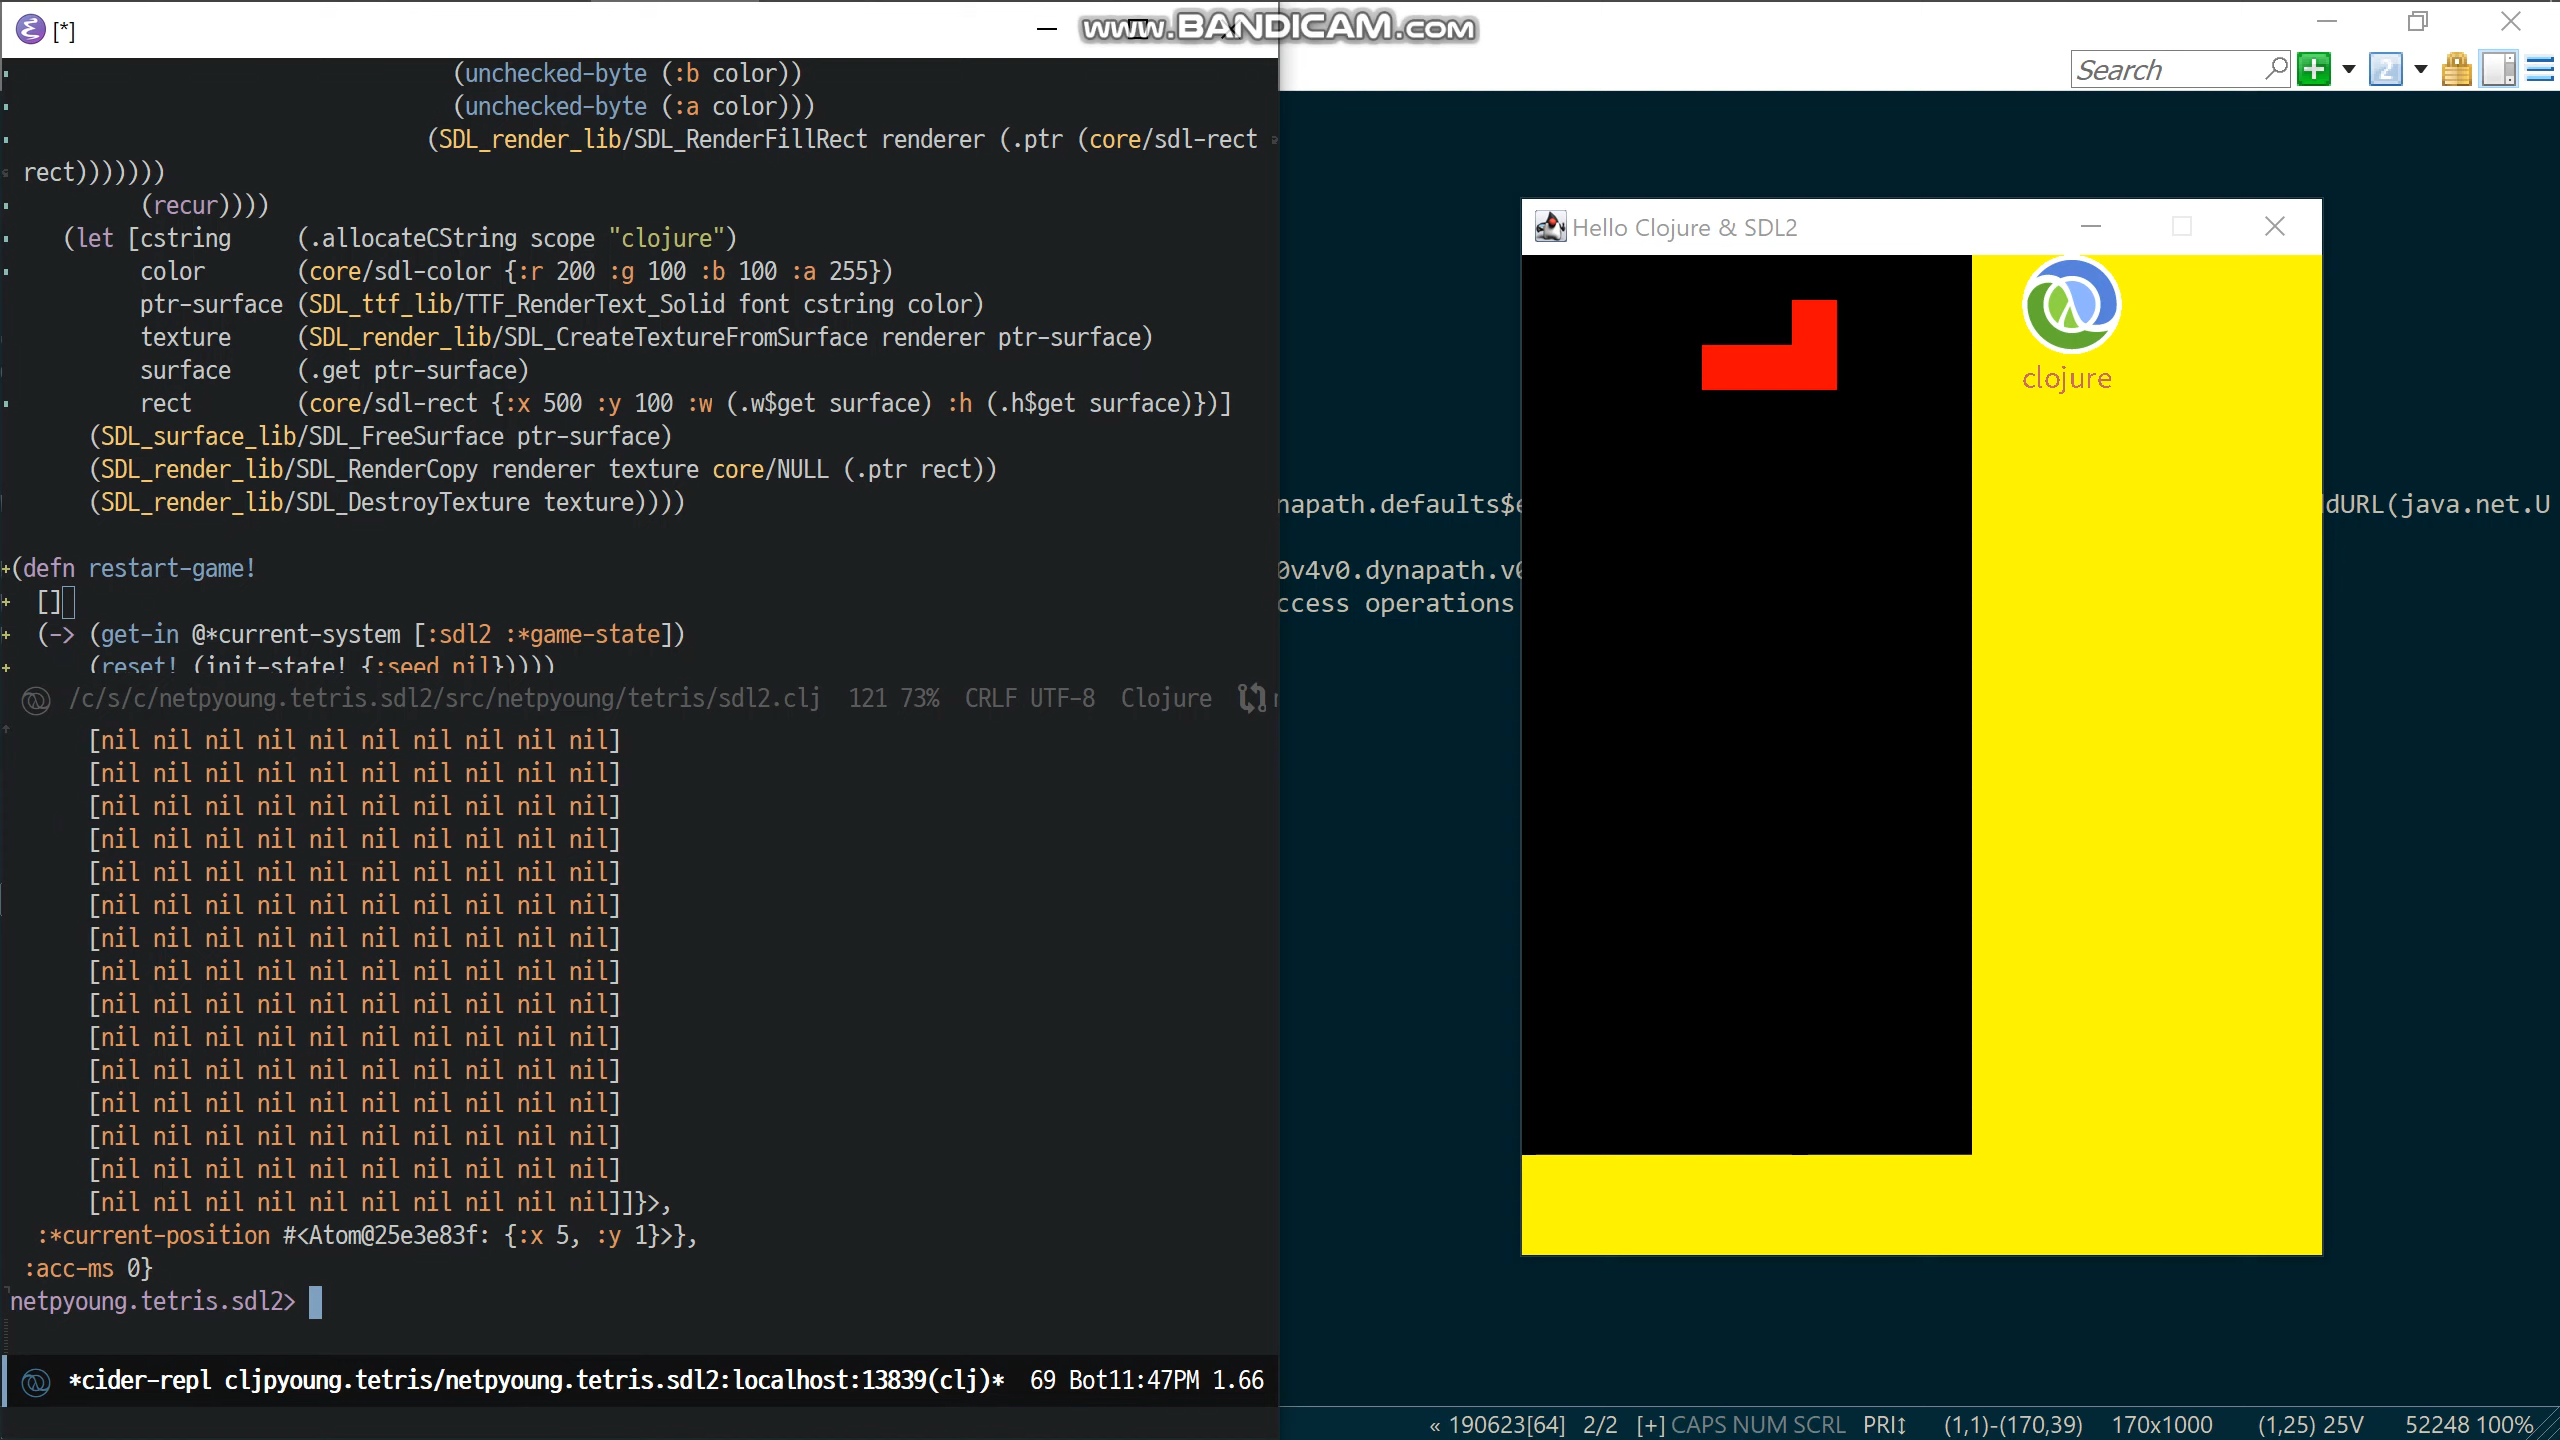 [*]
www.BANDICAM.com
(unchecked-byte (:b color))
(unchecked-byte (:a color)))
(SDL_render_lib/SDL_RenderFillRect renderer (.ptr (core/sdl-rect
rect)))))))
(recur))))
(let [cstring     (.allocateCString scope "clojure")
color       (core/sdl-color {:r 200 :g 100 :b 100 :a 255})
ptr-surface (SDL_ttf_lib/TTF_RenderText_Solid font cstring color)
texture     (SDL_render_lib/SDL_CreateTextureFromSurface renderer ptr-surface)
surface     (.get ptr-surface)
rect        (core/sdl-rect {:x 500 :y 100 :w (.w$get surface) :h (.h$get surface)})]
(SDL_surface_lib/SDL_FreeSurface ptr-surface)
(SDL_render_lib/SDL_RenderCopy renderer texture core/NULL (.ptr rect))
(SDL_render_lib/SDL_DestroyTexture texture))))
+(defn restart-game!
+ []
+ (-> (get-in @*current-system [:sdl2 :*game-state])
+ (reset! (init-state! {:seed nil}))))
/c/s/c/netpyoung.tetris.sdl2/src/netpyoung/tetris/sdl2.clj 121 73% CRLF UTF-8 Clojure
[nil nil nil nil nil nil nil nil nil nil]
[nil nil nil nil nil nil nil nil nil nil]
[nil nil nil nil nil nil nil nil nil nil]
[nil nil nil nil nil nil nil nil nil nil]
[nil nil nil nil nil nil nil nil nil nil]
[nil nil nil nil nil nil nil nil nil nil]
[nil nil nil nil nil nil nil nil nil nil]
[nil nil nil nil nil nil nil nil nil nil]
[nil nil nil nil nil nil nil nil nil nil]
[nil nil nil nil nil nil nil nil nil nil]
[nil nil nil nil nil nil nil nil nil nil]
[nil nil nil nil nil nil nil nil nil nil]
[nil nil nil nil nil nil nil nil nil nil]
[nil nil nil nil nil nil nil nil nil nil]
[nil nil nil nil nil nil nil nil nil nil]]}>,
:*current-position #<Atom@25e3e83f: {:x 5, :y 1}>},
:acc-ms 0}
netpyoung.tetris.sdl2>
*cider-repl cljpyoung.tetris/netpyoung.tetris.sdl2:localhost:13839(clj)* 69 Bot11:47PM 1.66
Search
2
Hello Clojure & SDL2
clojure
napath.defaults$
dURL(java.net.U
0v4v0.dynapath.v
ccess operations
« 190623[64] 2/2 [+] CAPS NUM SCRL PRI↕ (1,1)-(170,39) 170x1000 (1,25) 25V 52248 100%